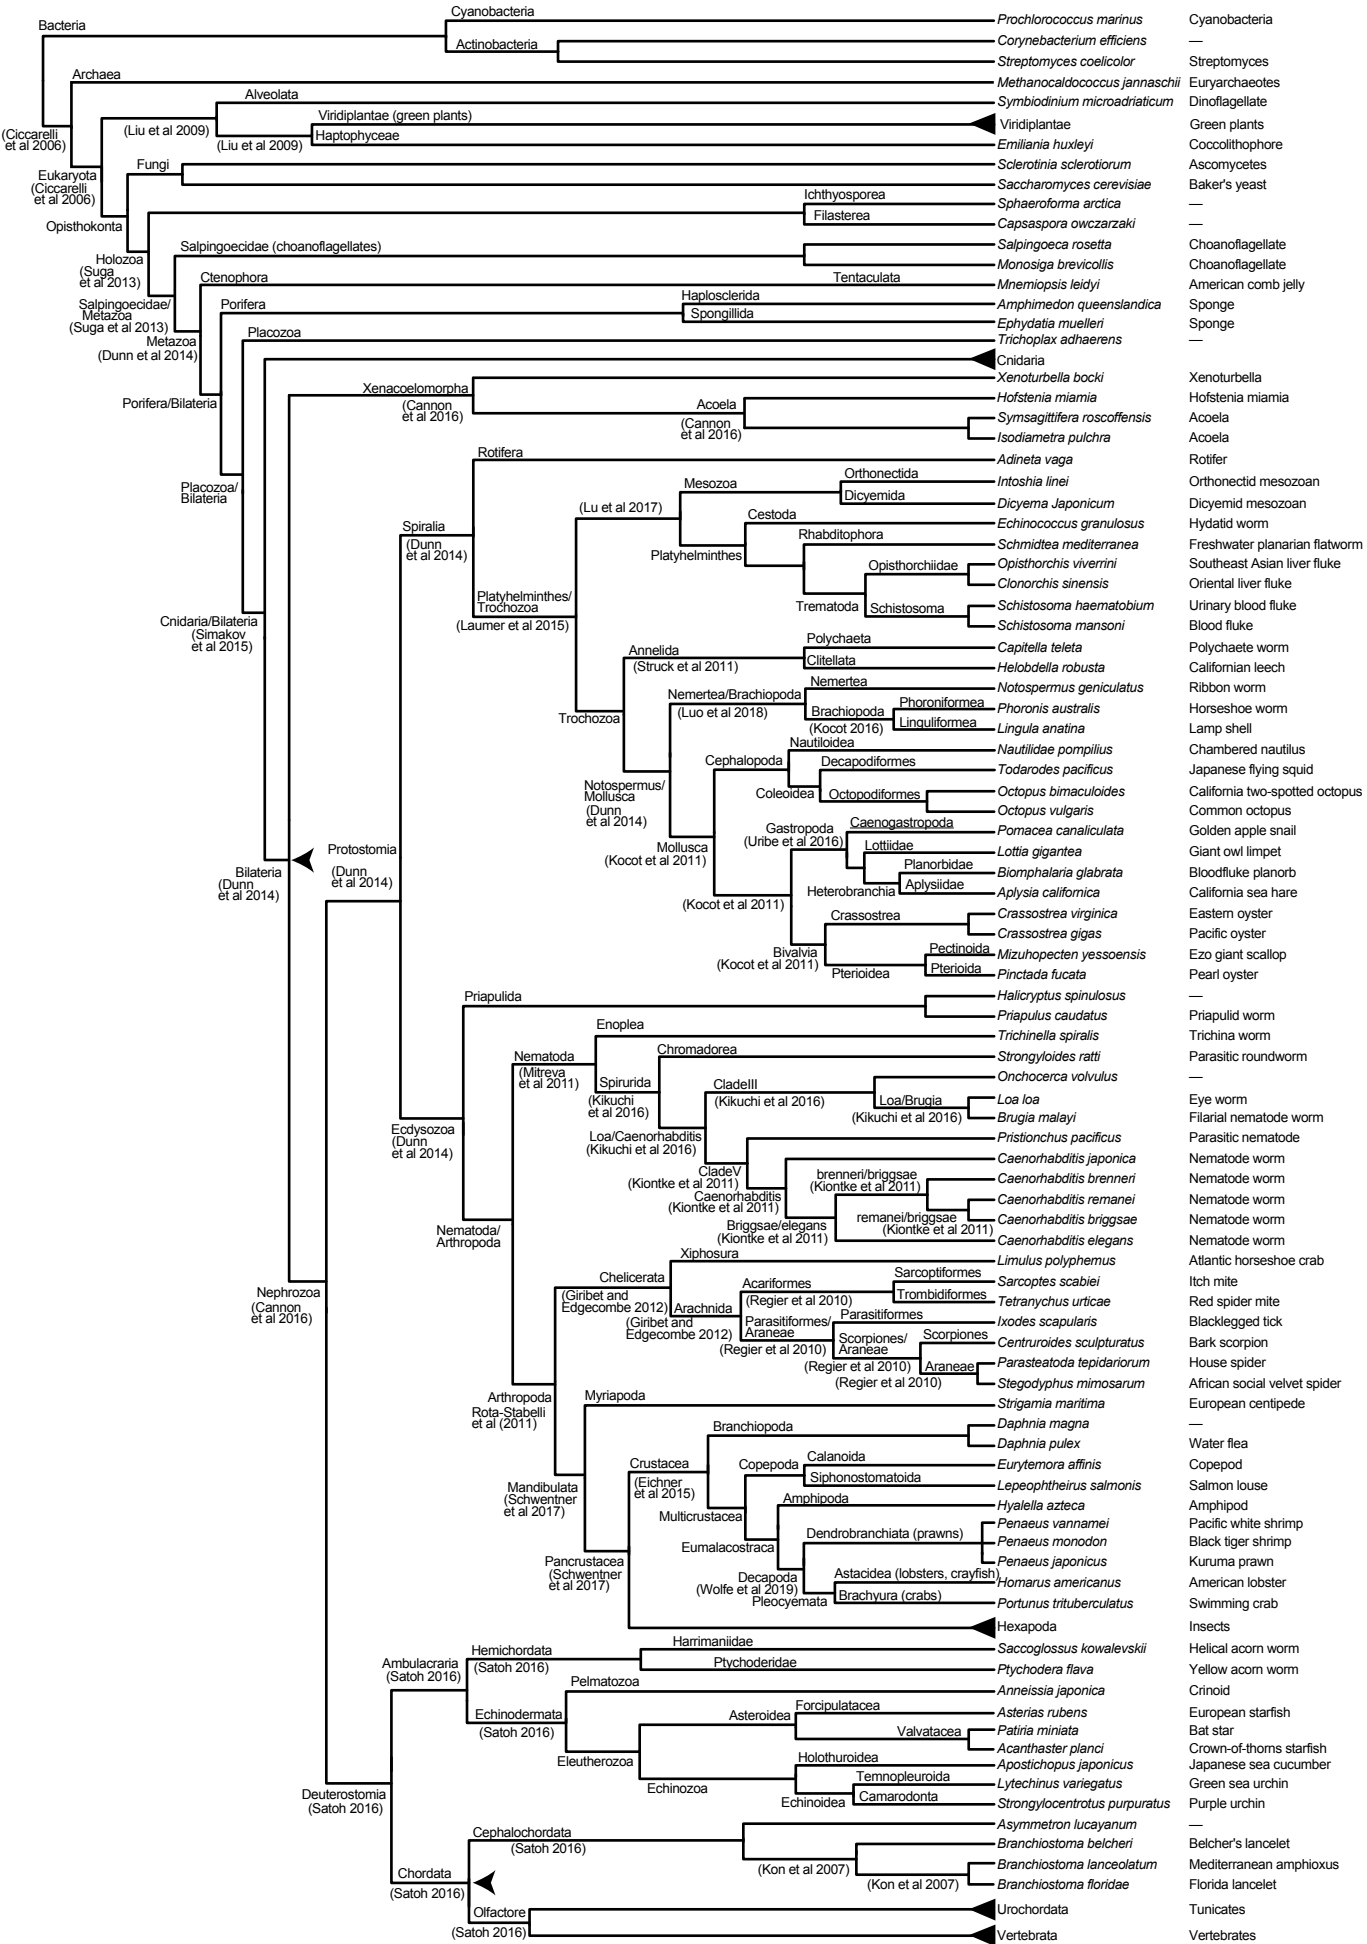 Cyanobacteria
Bacteria
Prochlorococcus marinus Cyanobacteria
Actinobacteria
Corynebacterium efficiens —
Streptomyces coelicolor Streptomyces
Archaea
Methanocaldococcus jannaschii Euryarchaeotes
Alveolata
Symbiodinium microadriaticum Dinoflagellate
(Ciccarelli
et al 2006)
(Liu et al 2009)
Viridiplantae (green plants)
Viridiplantae Green plants
(Liu et al 2009)
Haptophyceae
Emiliania huxleyi Coccolithophore
Eukaryota
(Ciccarelli
et al 2006)
Fungi
Sclerotinia sclerotiorum Ascomycetes
Saccharomyces cerevisiae Baker's yeast
Opisthokonta
Ichthyosporea
Sphaeroforma arctica —
Filasterea
Capsaspora owczarzaki —
Holozoa
(Suga
et al 2013)
Salpingoecidae (choanoflagellates)
Salpingoeca rosetta Choanoflagellate
Monosiga brevicollis Choanoflagellate
Salpingoecidae/
Metazoa
(Suga et al 2013)
Ctenophora Tentaculata
Mnemiopsis leidyi American comb jelly
Metazoa
(Dunn et al 2014)
Porifera
Haplosclerida
Amphimedon queenslandica Sponge
Spongillida
Ephydatia muelleri Sponge
Porifera/Bilateria
Placozoa
Trichoplax adhaerens —
Placozoa/
Bilateria
Cnidaria
Cnidaria/Bilateria
(Simakov
et al 2015)
Bilateria
(Dunn
et al 2014)
Xenacoelomorpha
(Cannon
et al 2016)
Xenoturbella bocki Xenoturbella
Acoela
(Cannon
et al 2016)
Hofstenia miamia Hofstenia miamia
Symsagittifera roscoffensis Acoela
Isodiametra pulchra Acoela
Nephrozoa
(Cannon
et al 2016)
Protostomia
(Dunn
et al 2014)
Spiralia
(Dunn
et al 2014)
Rotifera
Adineta vaga Rotifer
Platyhelminthes/
Trochozoa
(Laumer et al 2015)
(Lu et al 2017)
Mesozoa
Orthonectida
Intoshia linei Orthonectid mesozoan
Dicyemida
Dicyema Japonicum Dicyemid mesozoan
Platyhelminthes
Cestoda
Echinococcus granulosus Hydatid worm
Rhabditophora
Schmidtea mediterranea Freshwater planarian flatworm
Trematoda
Opisthorchiidae
Opisthorchis viverrini Southeast Asian liver fluke
Clonorchis sinensis Oriental liver fluke
Schistosoma
Schistosoma haematobium Urinary blood fluke
Schistosoma mansoni Blood fluke
Trochozoa
Annelida
(Struck et al 2011)
Polychaeta
Capitella teleta Polychaete worm
Clitellata
Helobdella robusta Californian leech
Notospermus/
Mollusca
(Dunn
et al 2014)
Nemertea/Brachiopoda
(Luo et al 2018)
Nemertea
Notospermus geniculatus Ribbon worm
Brachiopoda
(Kocot 2016)
Phoroniformea
Phoronis australis Horseshoe worm
Linguliformea
Lingula anatina Lamp shell
Mollusca
(Kocot et al 2011)
Cephalopoda
Nautiloidea
Nautilidae pompilius Chambered nautilus
Coleoidea
Decapodiformes
Todarodes pacificus Japanese flying squid
Octopodiformes
Octopus bimaculoides California two-spotted octopus
Octopus vulgaris Common octopus
(Kocot et al 2011)
Gastropoda
(Uribe et al 2016)
Caenogastropoda
Pomacea canaliculata Golden apple snail
Lottiidae
Lottia gigantea Giant owl limpet
Heterobranchia
Planorbidae
Biomphalaria glabrata Bloodfluke planorb
Aplysiidae
Aplysia californica California sea hare
Bivalvia
(Kocot et al 2011)
Crassostrea
Crassostrea virginica Eastern oyster
Crassostrea gigas Pacific oyster
Pterioidea
Pectinoida
Mizuhopecten yessoensis Ezo giant scallop
Pterioida
Pinctada fucata Pearl oyster
Ecdysozoa
(Dunn
et al 2014)
Priapulida
Halicryptus spinulosus —
Priapulus caudatus Priapulid worm
Nematoda/
Arthropoda
Nematoda
(Mitreva
et al 2011)
Enoplea
Trichinella spiralis Trichina worm
Spirurida
(Kikuchi
et al 2016)
Chromadorea
Strongyloides ratti Parasitic roundworm
Loa/Caenorhabditis
(Kikuchi et al 2016)
CladeIII
(Kikuchi et al 2016)
Onchocerca volvulus —
Loa/Brugia
(Kikuchi et al 2016)
Loa loa Eye worm
Brugia malayi Filarial nematode worm
CladeV
(Kiontke et al 2011)
Pristionchus pacificus Parasitic nematode
Caenorhabditis
(Kiontke et al 2011)
Caenorhabditis japonica Nematode worm
Briggsae/elegans
(Kiontke et al 2011)
brenneri/briggsae
(Kiontke et al 2011)
Caenorhabditis brenneri Nematode worm
remanei/briggsae
(Kiontke et al 2011)
Caenorhabditis remanei Nematode worm
Caenorhabditis briggsae Nematode worm
Caenorhabditis elegans Nematode worm
Arthropoda
Rota-Stabelli
et al (2011)
Chelicerata
(Giribet and
Edgecombe 2012)
Xiphosura
Limulus polyphemus Atlantic horseshoe crab
Arachnida
(Giribet and
Edgecombe 2012)
Acariformes
(Regier et al 2010)
Sarcoptiformes
Sarcoptes scabiei Itch mite
Trombidiformes
Tetranychus urticae Red spider mite
Parasitiformes/
Araneae
(Regier et al 2010)
Parasitiformes
Ixodes scapularis Blacklegged tick
Scorpiones/
Araneae
(Regier et al 2010)
Scorpiones
Centruroides sculpturatus Bark scorpion
Araneae
(Regier et al 2010)
Parasteatoda tepidariorum House spider
Stegodyphus mimosarum African social velvet spider
Mandibulata
(Schwentner
et al 2017)
Myriapoda
Strigamia maritima European centipede
Pancrustacea
(Schwentner
et al 2017)
Crustacea
(Eichner
et al 2015)
Branchiopoda
Daphnia magna —
Daphnia pulex Water flea
Multicrustacea
Copepoda
Calanoida
Eurytemora affinis Copepod
Siphonostomatoida
Lepeophtheirus salmonis Salmon louse
Eumalacostraca
Amphipoda
Hyalella azteca Amphipod
Decapoda
(Wolfe et al 2019)
Dendrobranchiata (prawns)
Penaeus vannamei Pacific white shrimp
Penaeus monodon Black tiger shrimp
Penaeus japonicus Kuruma prawn
Pleocyemata
Astacidea (lobsters, crayfish)
Homarus americanus American lobster
Brachyura (crabs)
Portunus trituberculatus Swimming crab
Hexapoda Insects
Deuterostomia
(Satoh 2016)
Ambulacraria
(Satoh 2016)
Hemichordata
(Satoh 2016)
Harrimaniidae
Saccoglossus kowalevskii Helical acorn worm
Ptychoderidae
Ptychodera flava Yellow acorn worm
Echinodermata
(Satoh 2016)
Pelmatozoa
Anneissia japonica Crinoid
Eleutherozoa
Asteroidea
Forcipulatacea
Asterias rubens European starfish
Valvatacea
Patiria miniata Bat star
Acanthaster planci Crown-of-thorns starfish
Echinozoa
Holothuroidea
Apostichopus japonicus Japanese sea cucumber
Echinoidea
Temnopleuroida
Lytechinus variegatus Green sea urchin
Camarodonta
Strongylocentrotus purpuratus Purple urchin
Chordata
(Satoh 2016)
Cephalochordata
(Satoh 2016)
Asymmetron lucayanum —
(Kon et al 2007)
Branchiostoma belcheri Belcher's lancelet
(Kon et al 2007)
Branchiostoma lanceolatum Mediterranean amphioxus
Branchiostoma floridae Florida lancelet
Olfactore
(Satoh 2016)
Urochordata Tunicates
Vertebrata Vertebrates